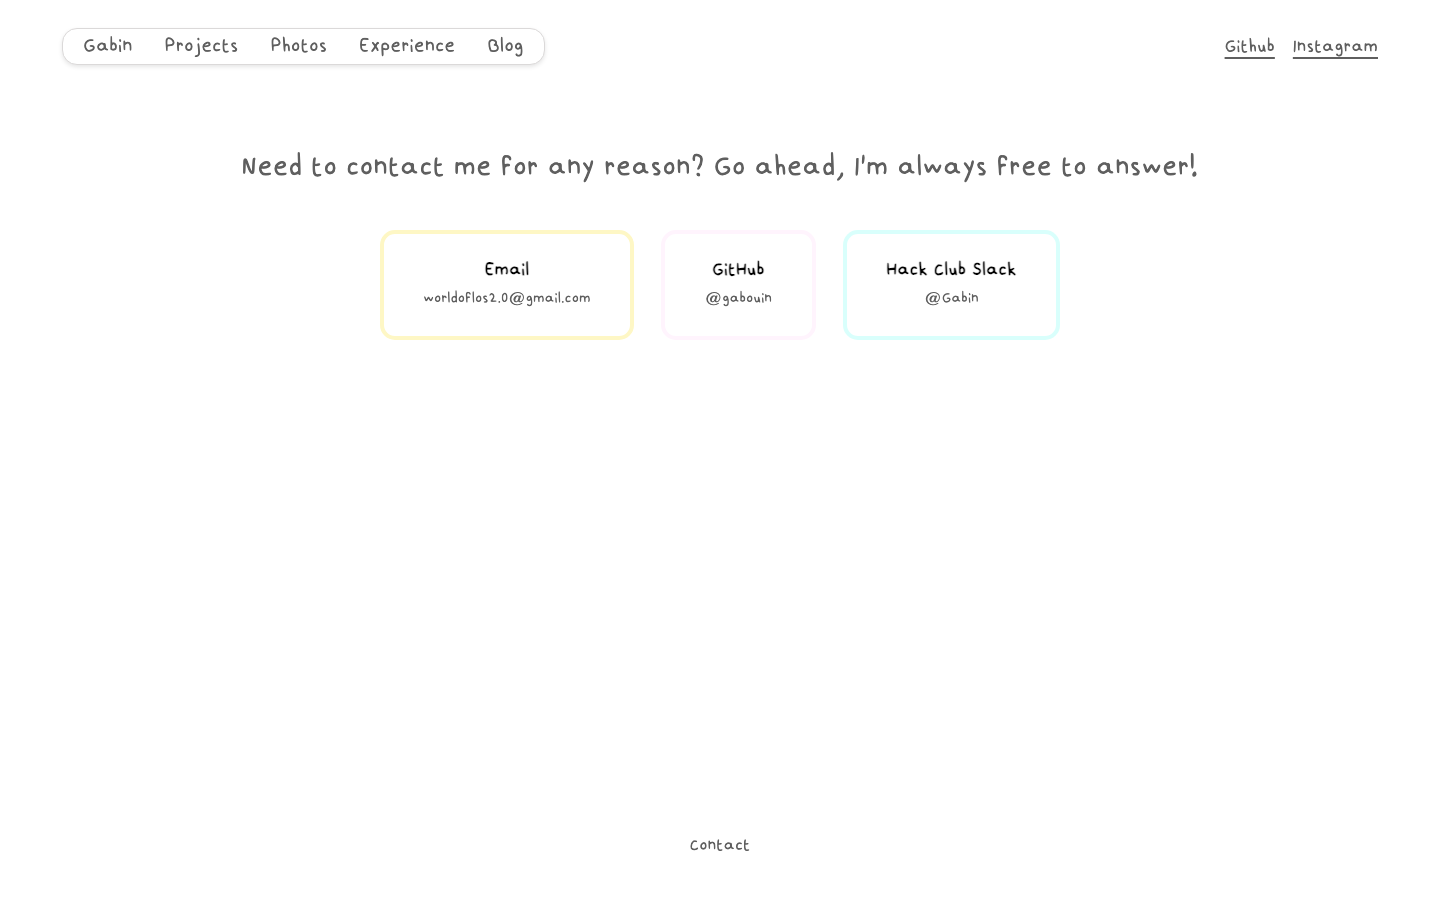 Gabin Projects Photos Experience Blog
Github Instagram
Need to contact me for any reason? Go ahead, I'm always free to answer!
Email
worldoflos2.0@gmail.com
GitHub
@gabouin
Hack Club Slack
@Gabin
Contact